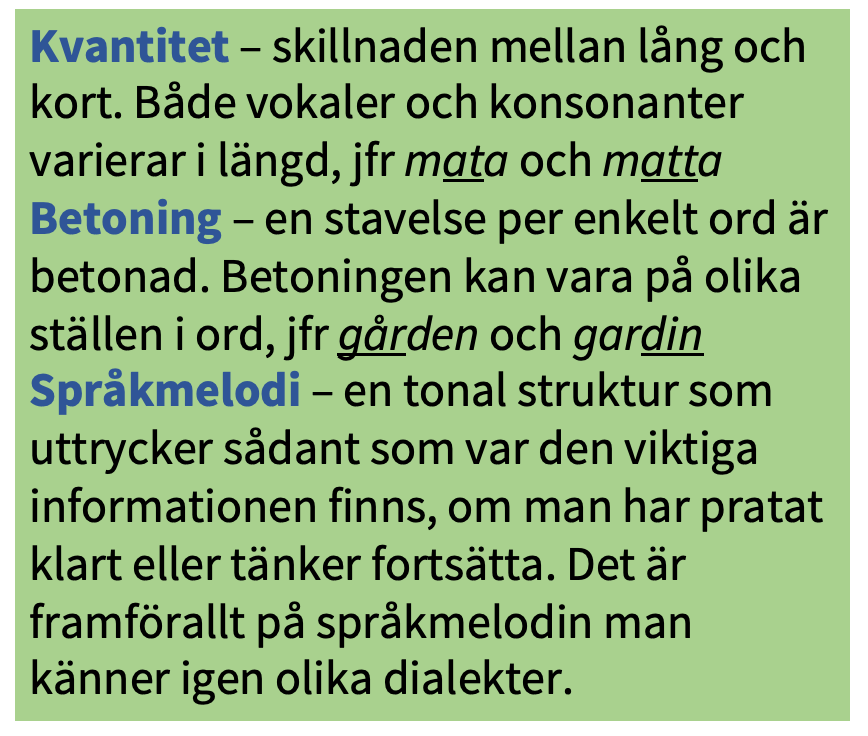 Kvantitet – skillnaden mellan lång och
kort. Både vokaler och konsonanter
varierar i längd, jfr mata och matta
Betoning – en stavelse per enkelt ord är
betonad. Betoningen kan vara på olika
ställen i ord, jfr gården och gardin
Språkmelodi – en tonal struktur som
uttrycker sådant som var den viktiga
informationen finns, om man har pratat
klart eller tänker fortsätta. Det är
framförallt på språkmelodin man
känner igen olika dialekter.